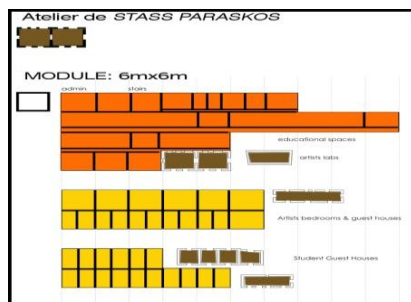 Atelier de STASS PARASKOS
MODULE: 6mx6m
admin stairs
educational spaces
artists labs
Artists bedrooms & guest houses
Student Guest Houses